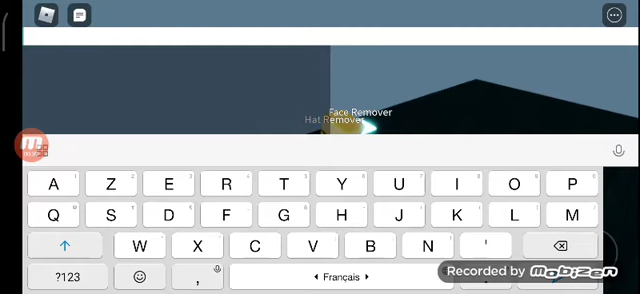 Face Remover
Hat Remover
A Z E R T Y U I O P
Q S D F G H J K L M
W X C V B N '
?123 , Français .
Recorded by Mobizen